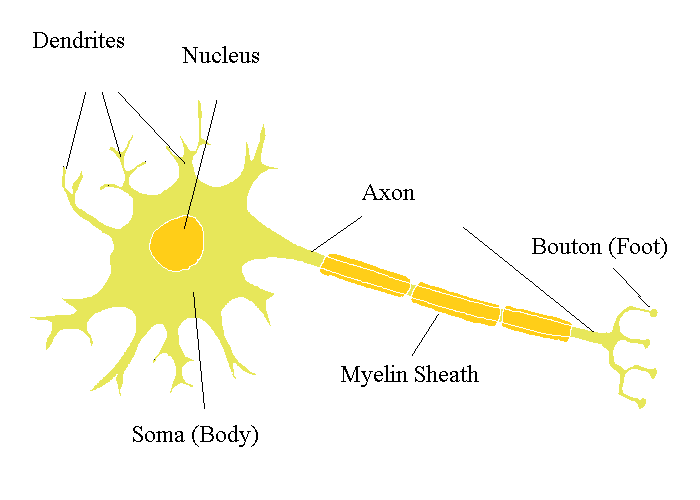 Dendrites
Nucleus
Axon
Bouton (Foot)
Myelin Sheath
Soma (Body)